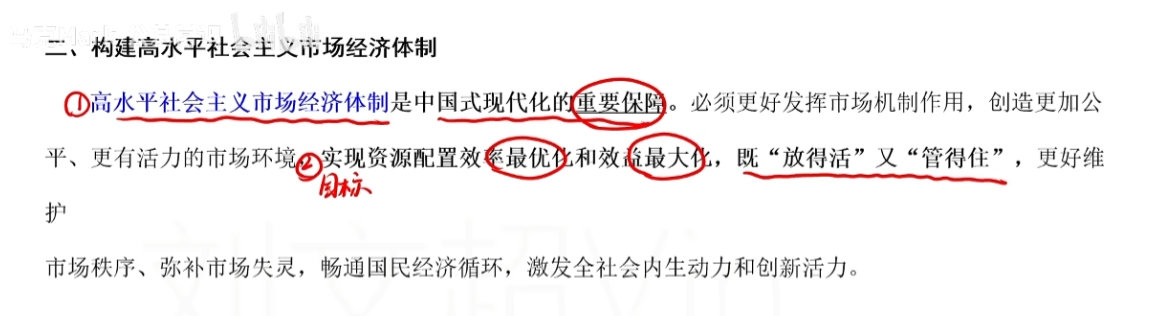 二、构建高水平社会主义市场经济体制
①高水平社会主义市场经济体制是中国式现代化的重要保障。必须更好发挥市场机制作用，创造更加公
平、更有活力的市场环境，②实现资源配置效率最优化和效益最大化，既“放得活”又“管得住”，更好维
目标
护
市场秩序、弥补市场失灵，畅通国民经济循环，激发全社会内生动力和创新活力。